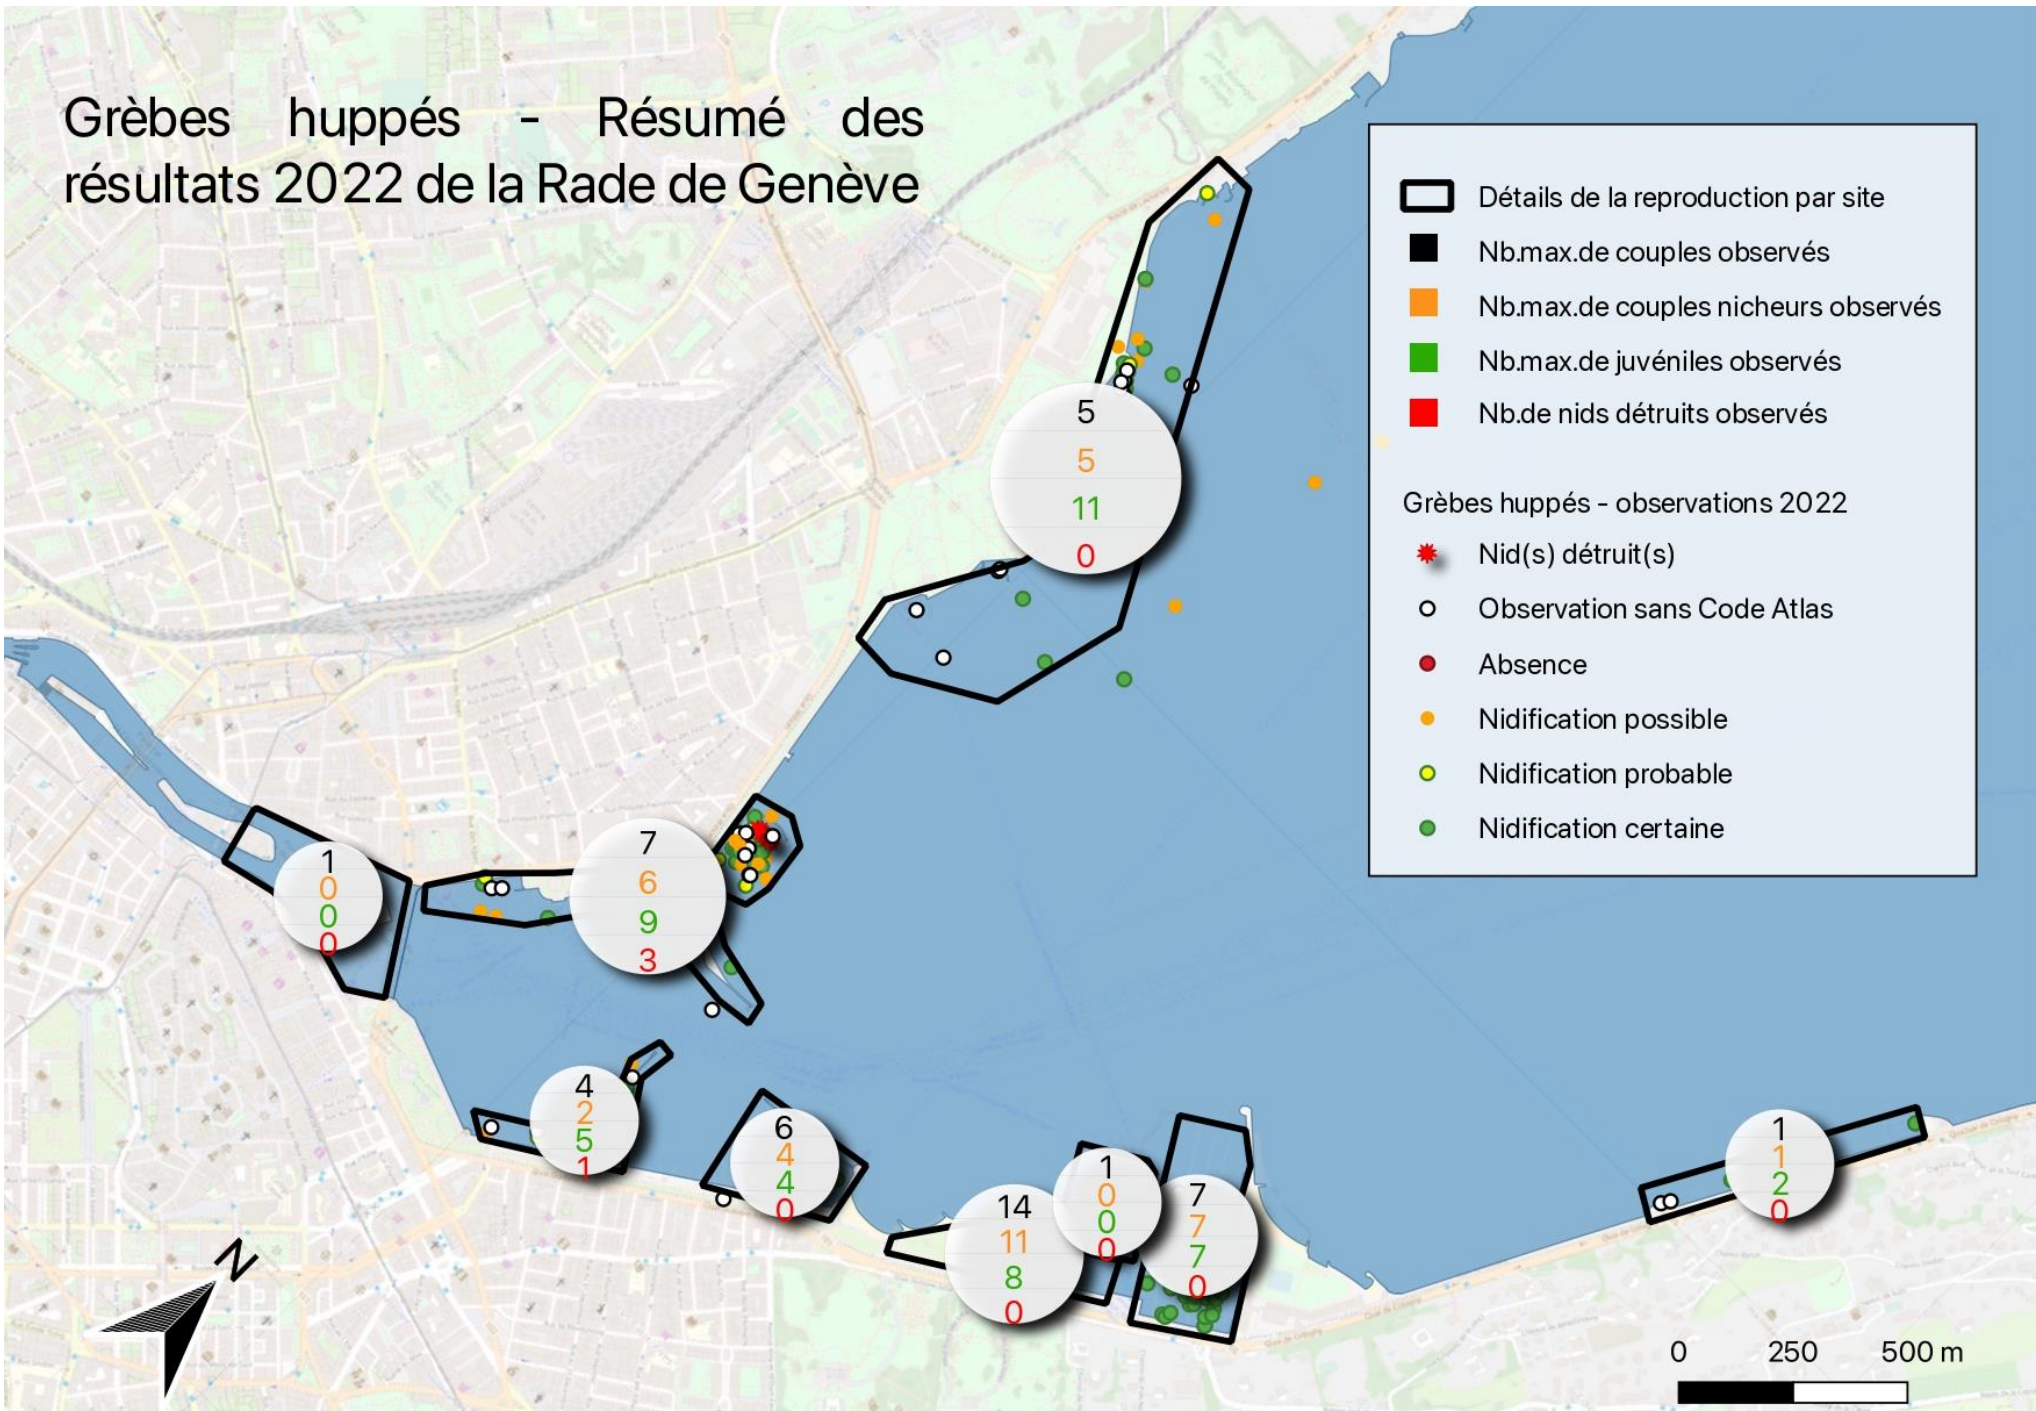 Grèbes huppés - Résumé des
résultats 2022 de la Rade de Genève
Détails de la reproduction par site
Nb.max.de couples observés
Nb.max.de couples nicheurs observés
Nb.max.de juvéniles observés
Nb.de nids détruits observés
Grèbes huppés - observations 2022
Nid(s) détruit(s)
Observation sans Code Atlas
Absence
Nidification possible
Nidification probable
Nidification certaine
5
5
11
0
7
6
9
3
1
0
0
0
4
2
5
1
6
4
4
0
14
11
8
0
1
0
0
0
7
7
7
0
1
1
2
0
N
0 250 500 m